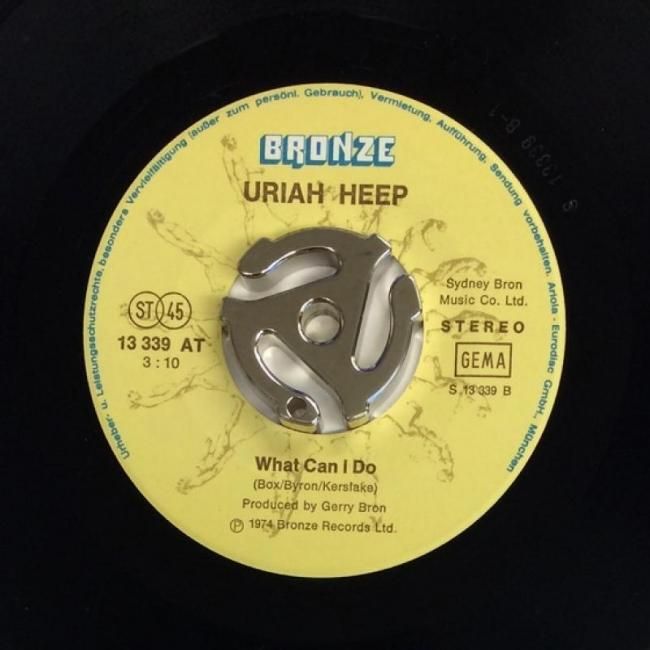 Urheber- u. Leistungsschutzrechte, besonders Vervielfältigung (außer zum persönl. Gebrauch), Vermietung, Aufführung, Sendung vorbehalten. Ariola - Eurodisc GmbH., München
BRONZE
URIAH HEEP
Sydney Bron
Music Co. Ltd.
ST 45
STEREO
13 339 AT
3 : 10
GEMA
S 13 339 B
What Can I Do
(Box/Byron/Kerslake)
Produced by Gerry Bron
℗ 1974 Bronze Records Ltd.
S 13339 B-1